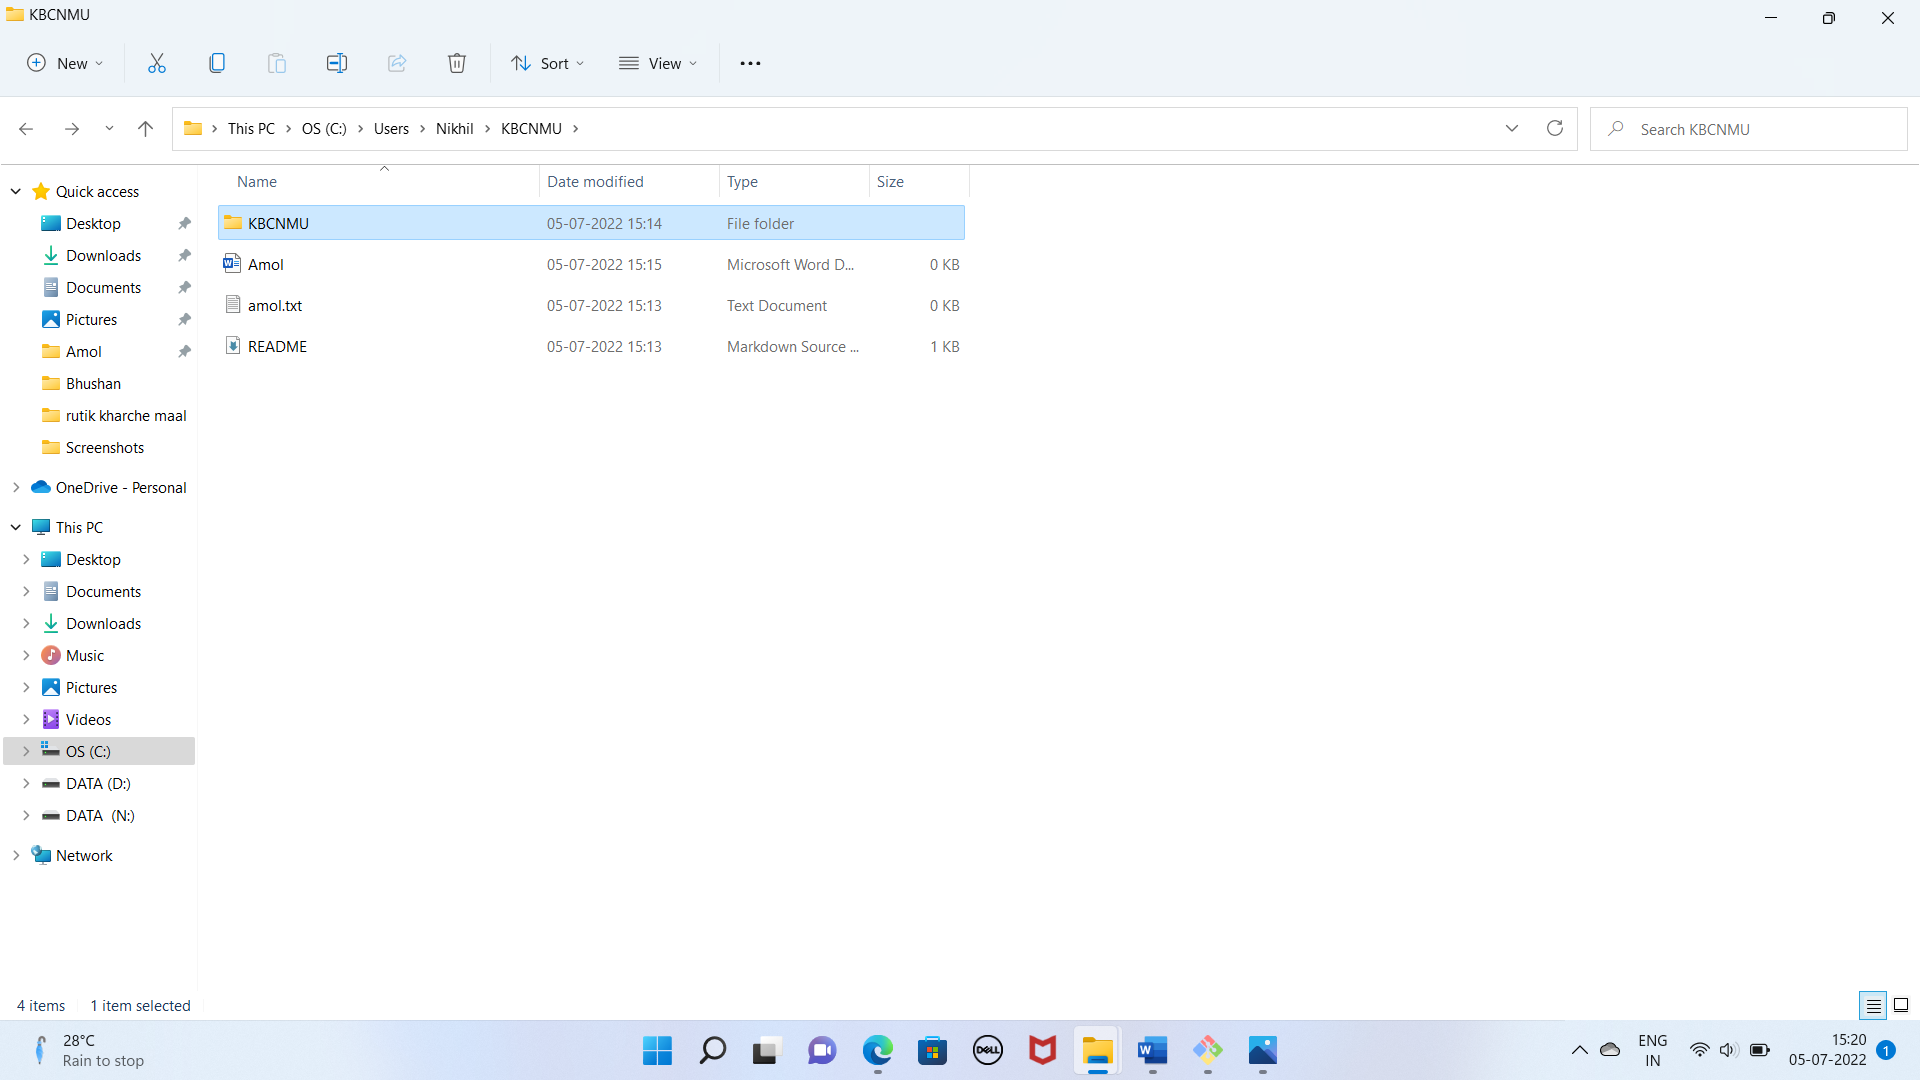 KBCNMU
New
Sort
View
This PC
OS (C:)
Users
Nikhil
KBCNMU
Search KBCNMU
Name
Date modified
Type
Size
KBCNMU 05-07-2022 15:14 File folder
Amol 05-07-2022 15:15 Microsoft Word D... 0 KB
amol.txt 05-07-2022 15:13 Text Document 0 KB
README 05-07-2022 15:13 Markdown Source ... 1 KB
Quick access
Desktop
Downloads
Documents
Pictures
Amol
Bhushan
rutik kharche maal
Screenshots
OneDrive - Personal
This PC
Desktop
Documents
Downloads
Music
Pictures
Videos
OS (C:)
DATA (D:)
DATA  (N:)
Network
4 items
1 item selected
28°C
Rain to stop
DELL
W
ENG
IN
15:20
05-07-2022
1